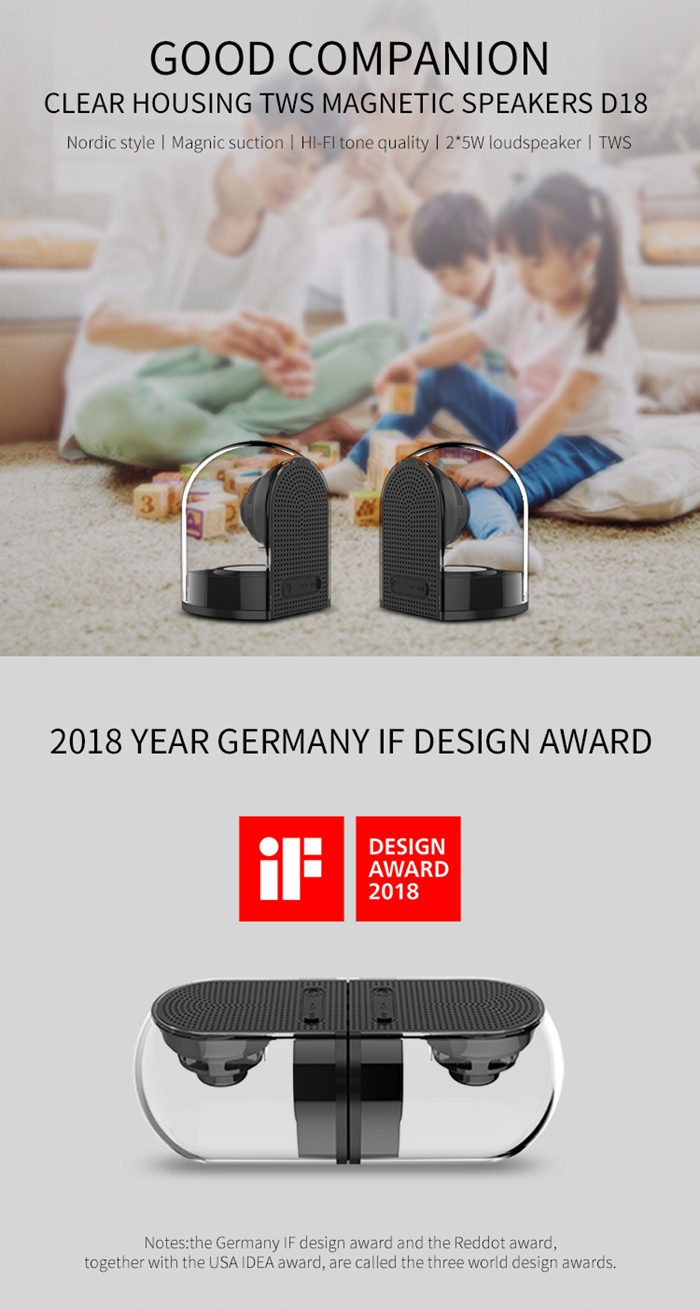 GOOD COMPANION
CLEAR HOUSING TWS MAGNETIC SPEAKERS D18
Nordic style | Magnic suction | HI-FI tone quality | 2*5W loudspeaker | TWS
2018 YEAR GERMANY IF DESIGN AWARD
iF
DESIGN
AWARD
2018
Notes:the Germany IF design award and the Reddot award,
together with the USA IDEA award, are called the three world design awards.